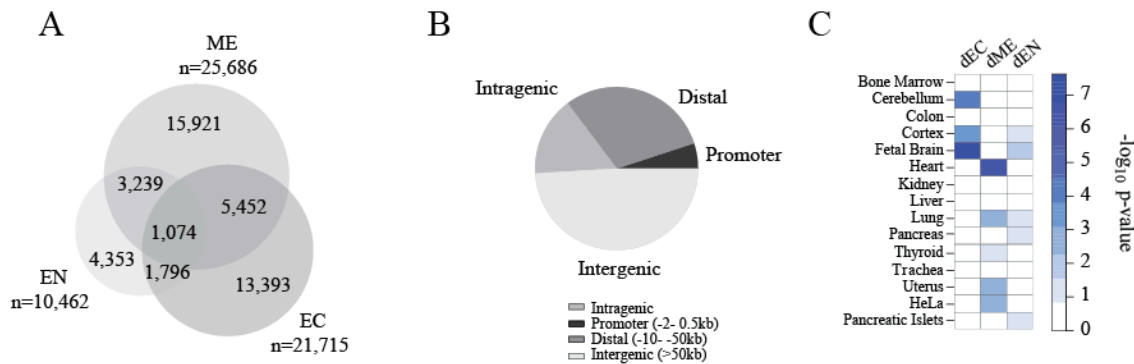 A
ME
n=25,686
15,921
3,239
5,452
1,074
4,353
1,796
13,393
EN
n=10,462
EC
n=21,715
B
Intragenic
Distal
Promoter
Intergenic
Intragenic
Promoter (-2- 0.5kb)
Distal (-10- -50kb)
Intergenic (>50kb)
C
dEC dME dEN
Bone Marrow
Cerebellum
Colon
Cortex
Fetal Brain
Heart
Kidney
Liver
Lung
Pancreas
Thyroid
Trachea
Uterus
HeLa
Pancreatic Islets
7
6
5
4
3
2
1
0
-log10 p-value